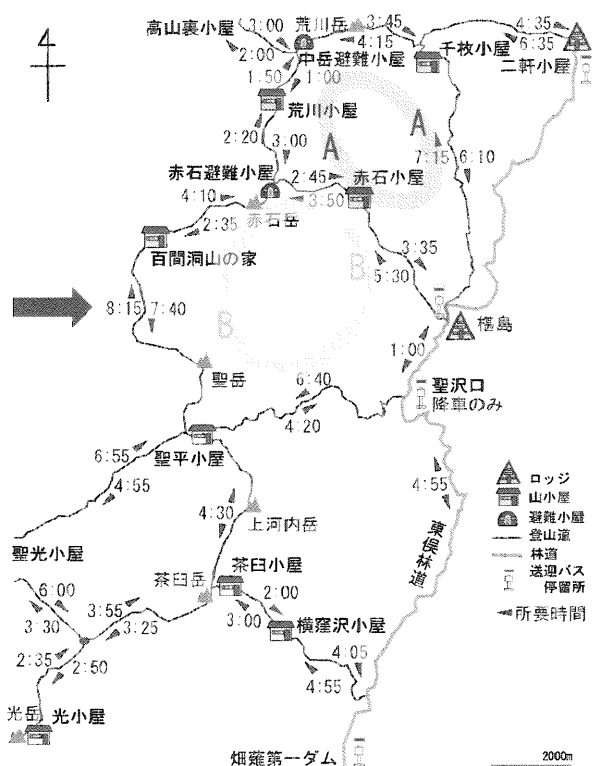 高山裏小屋
3:00
2:00
荒川岳
3:45
4:15
中岳避難小屋
千枚小屋
4:35
6:35
二軒小屋
1:50
1:00
荒川小屋
A
A
2:20
3:00
7:15
6:10
赤石避難小屋
2:45
赤石小屋
3:50
4:10
2:35
赤石岳
百間洞山の家
3:35
5:30
B
B
8:15
7:40
椹島
1:00
聖岳
聖沢口
降車のみ
6:40
4:20
聖平小屋
6:55
4:55
4:55
4:30
上河内岳
東俣林道
聖光小屋
茶臼小屋
茶臼岳
6:00
3:30
3:55
3:25
2:00
3:00
横窪沢小屋
2:35
2:50
4:05
4:55
光岳
光小屋
畑薙第一ダム
ロッジ
山小屋
避難小屋
登山道
林道
送迎バス
停留所
所要時間
2000m